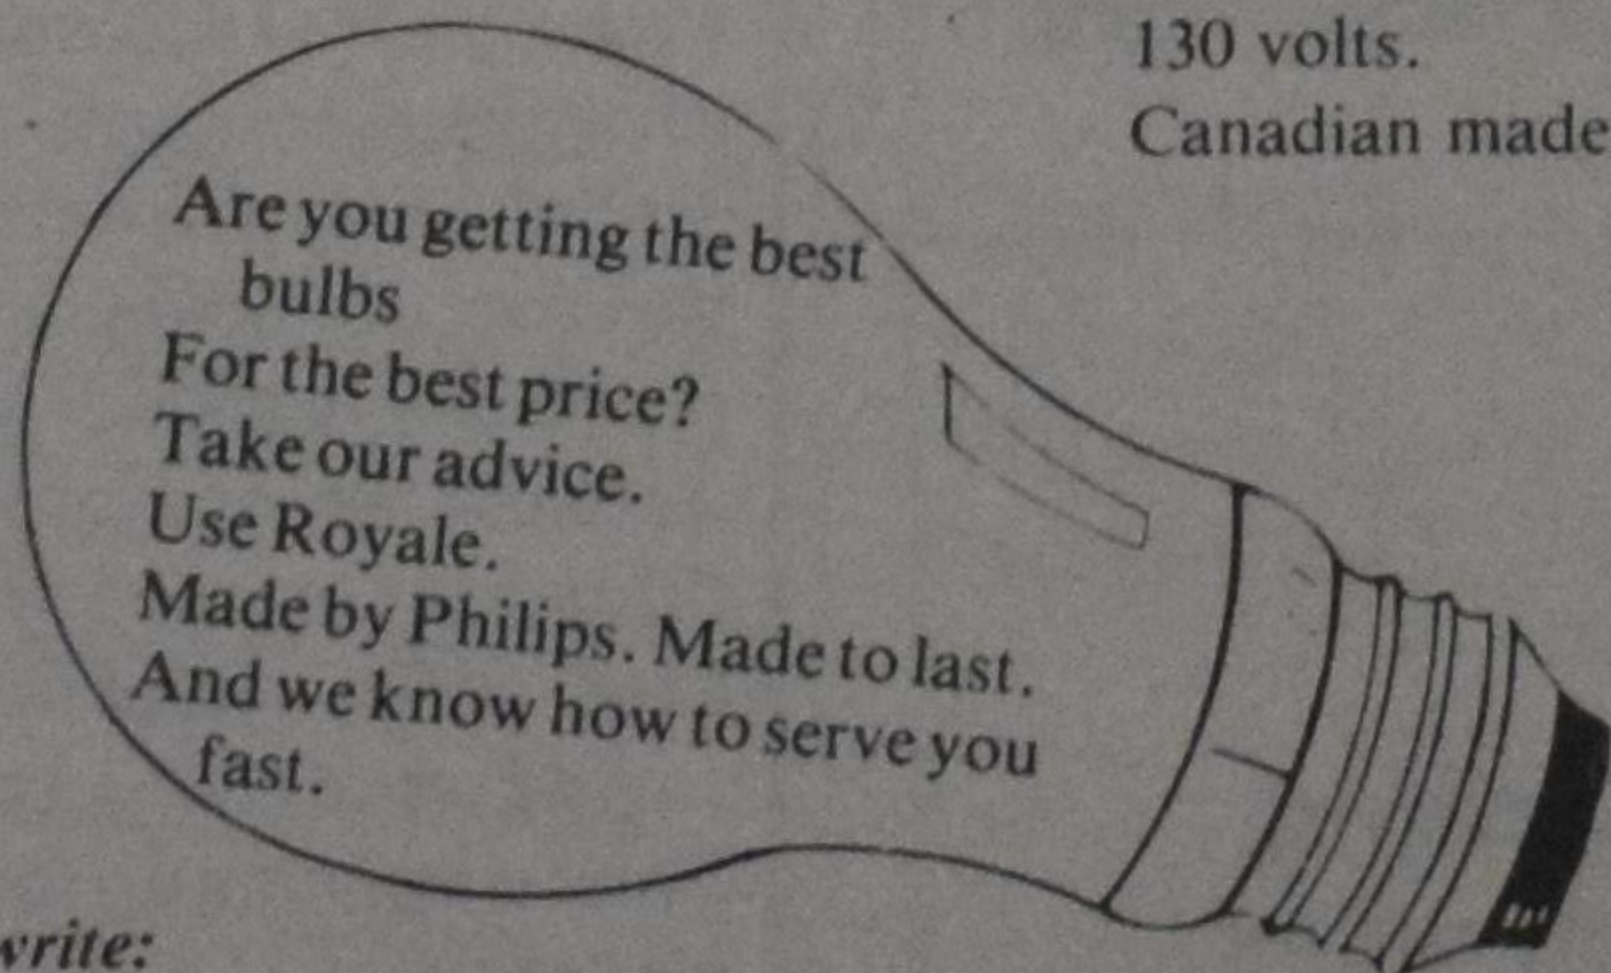 130 volts.
Canadian made
Are you getting the best
bulbs
For the best price?
Take our advice.
Use Royale.
Made by Philips. Made to last.
And we know how to serve you
fast.
write: